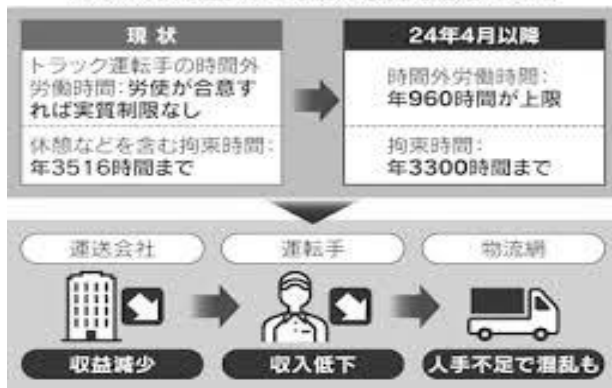 現状
トラック運転手の時間外
労働時間:労使が合意す
れば実質制限なし
休憩などを含む拘束時間:
年3516時間まで
24年4月以降
時間外労働時間:
年960時間が上限
拘束時間:
年3300時間まで
運送会社
収益減少
運転手
収入低下
物流網
人手不足で混乱も